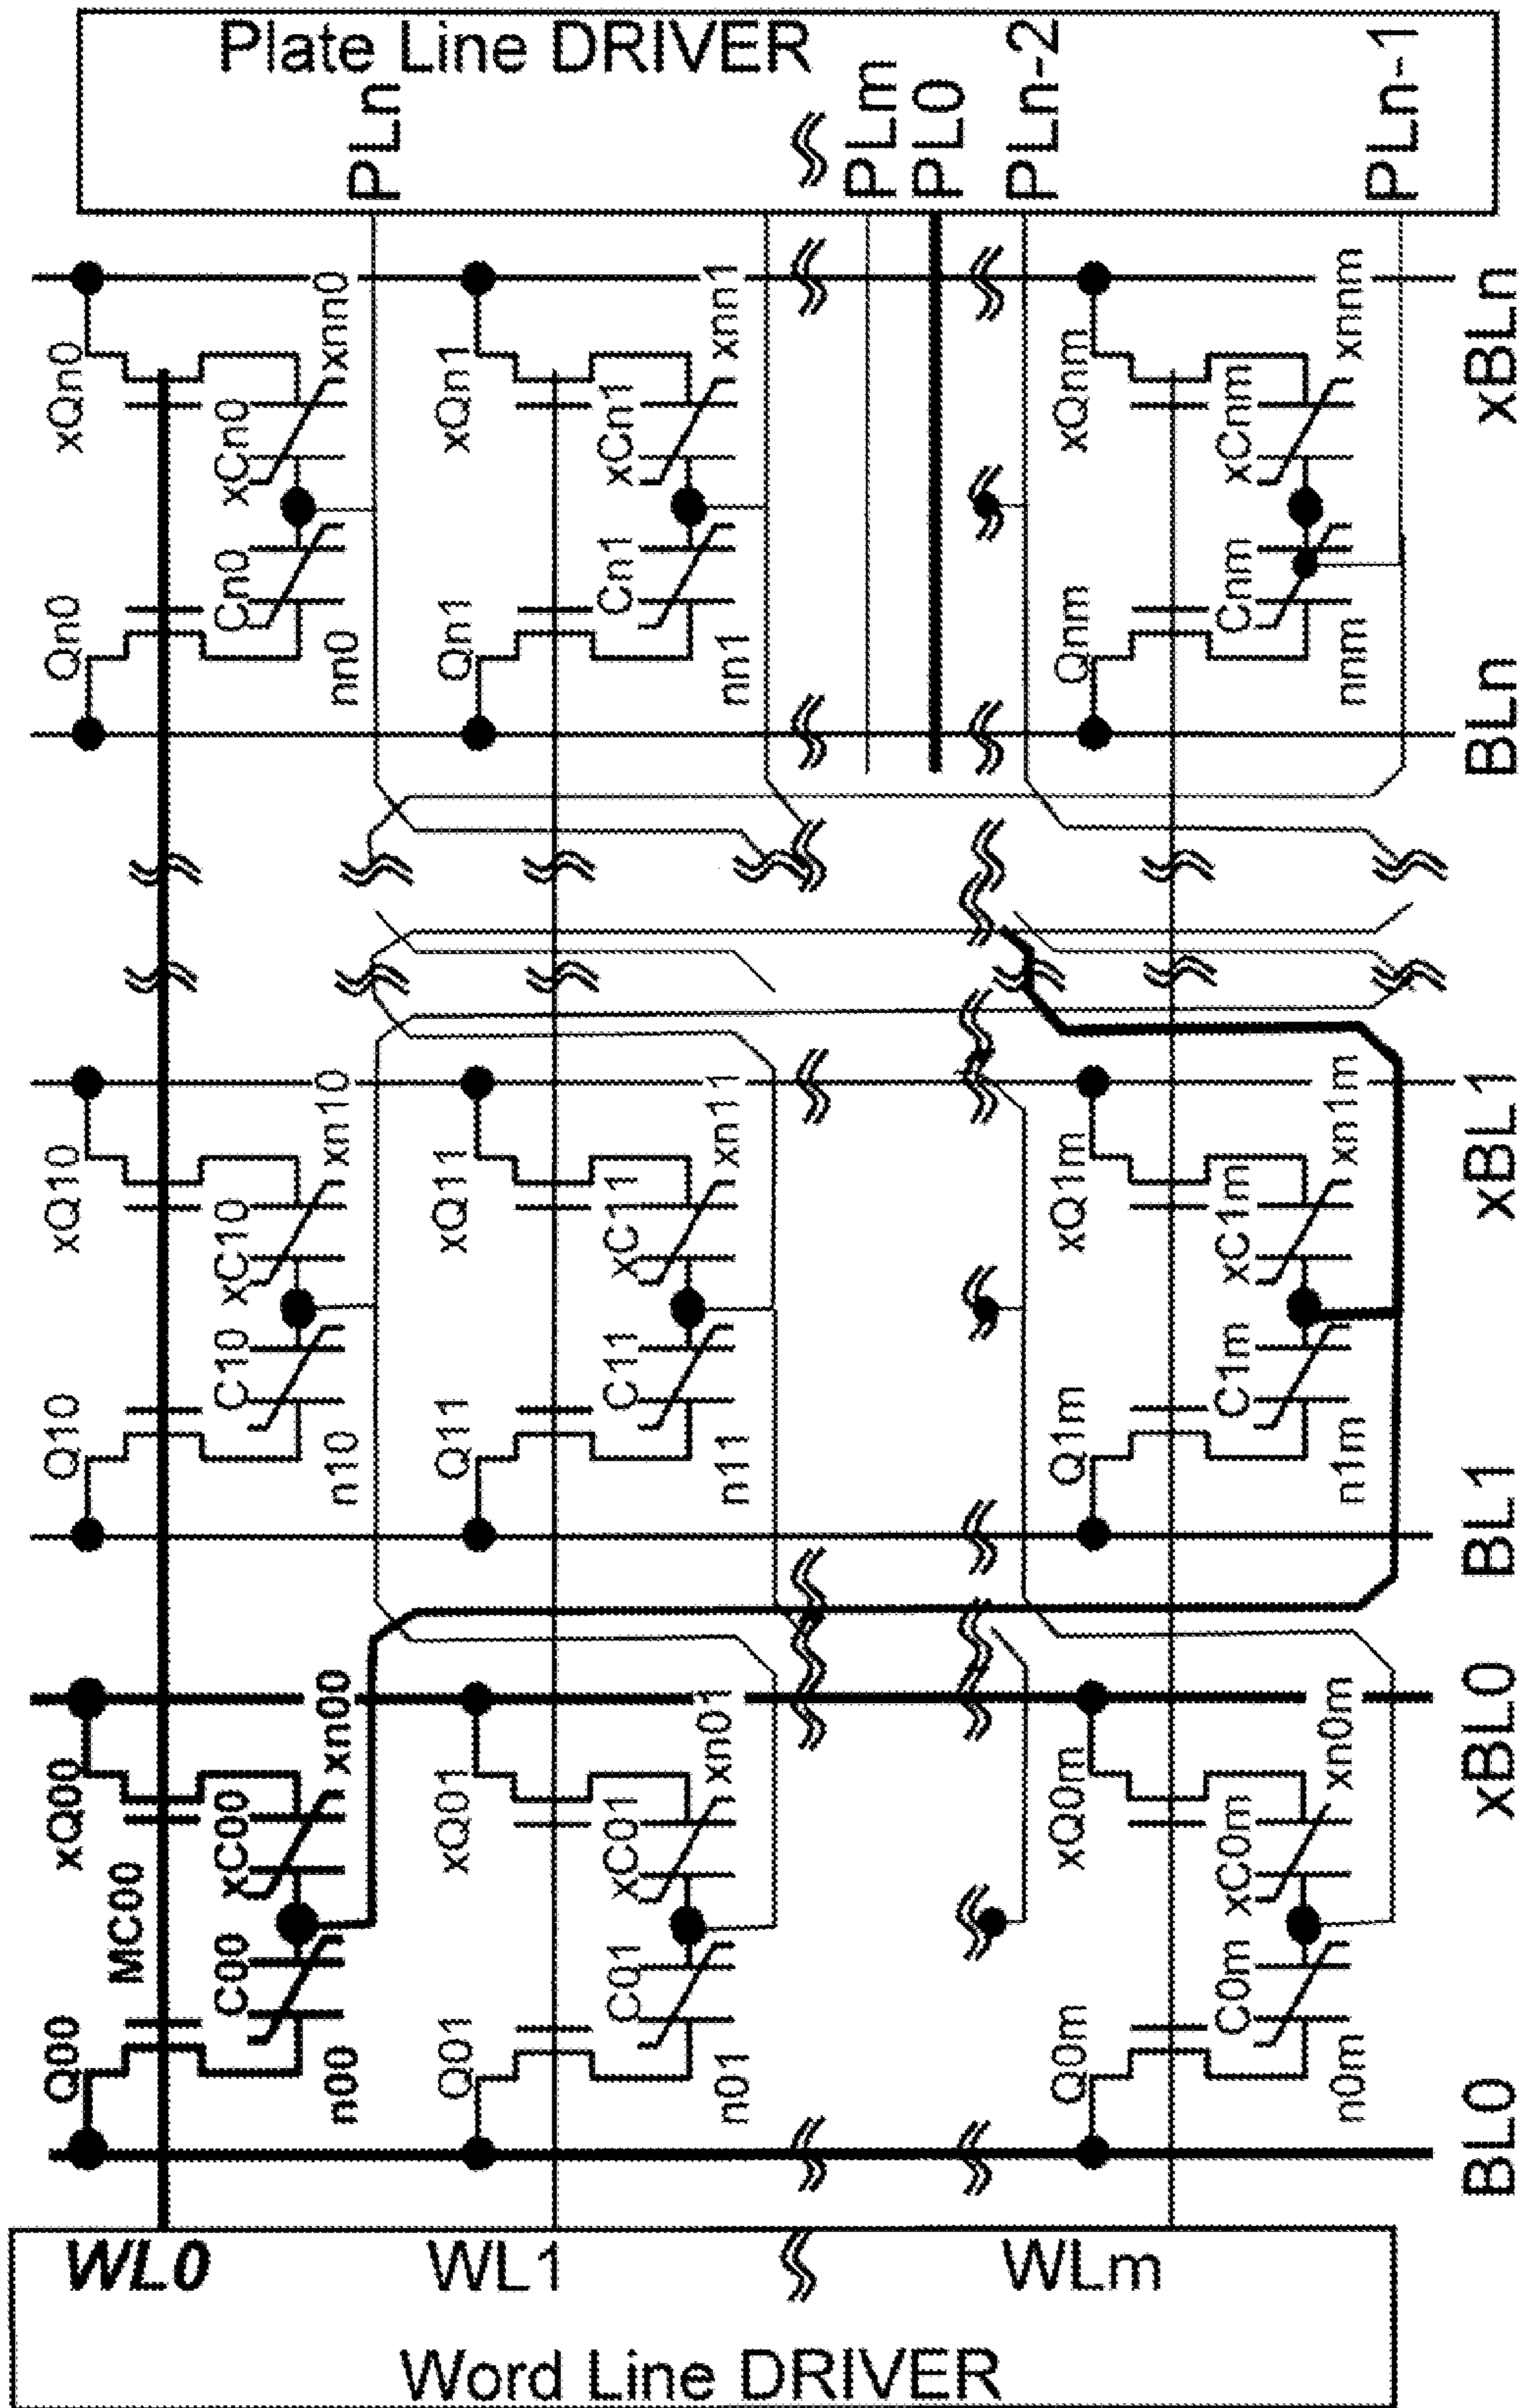 Plate Line DRIVER
PLn
PLm
PL0
PLn-2
PLn-1
xQn0
xCn0
xnn0
Qn0
Cn0
nn0
xQn1
xCn1
xnn1
Qn1
Cn1
nn1
xQnm
xCnm
xnnm
Qnm
Cnm
nnm
xBLn
BLn
xQ10
xC10
xn10
Q10
C10
n10
xQ11
xC11
xn11
Q11
C11
n11
xQ1m
xC1m
xn1m
Q1m
C1m
n1m
xBL1
BL1
xQ00
MC00
xC00
xn00
Q00
C00
n00
xQ01
xC01
xn01
Q01
C01
n01
xQ0m
xC0m
xn0m
Q0m
C0m
n0m
xBL0
BL0
WL0
WL1
WLm
Word Line DRIVER